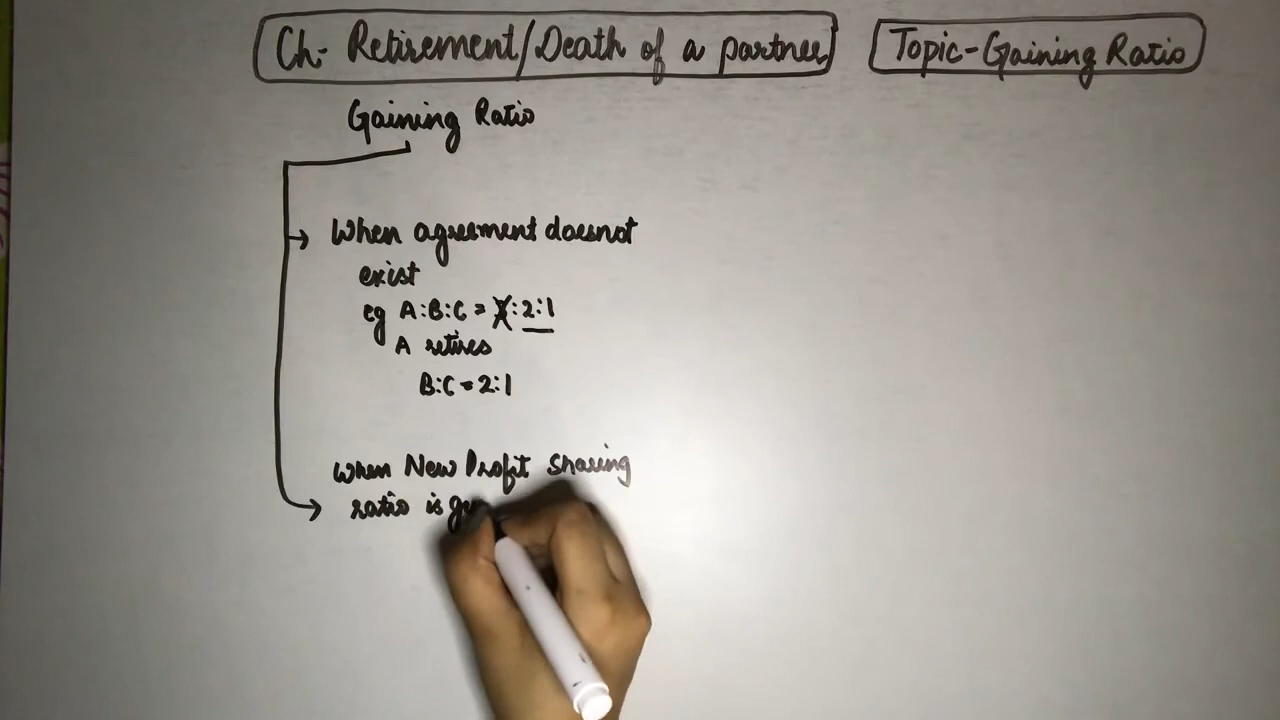 Ch- Retirement/Death of a partner
Topic-Gaining Ratio
Gaining Ratio
When agreement doesnot
exist
eg A:B:C = : 2:1
A retires
B:C = 2:1
When New Profit sharing
ratio is